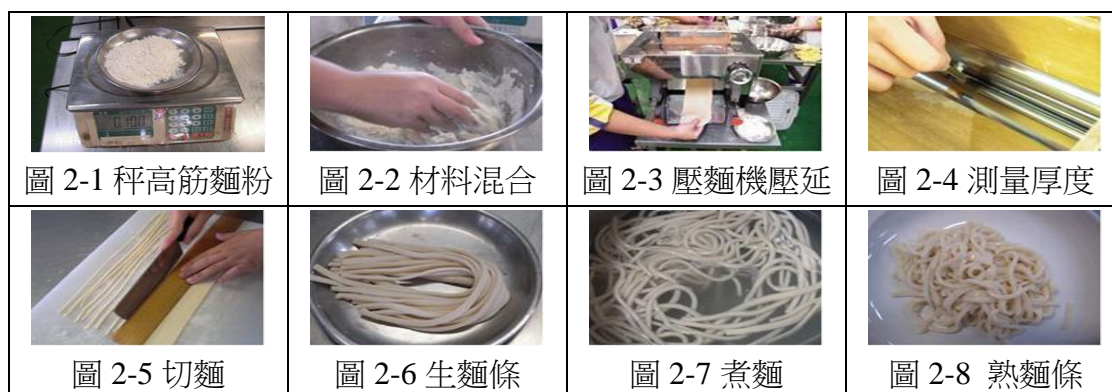 圖 2-1 秤高筋麵粉
圖 2-2 材料混合
圖 2-3 壓麵機壓延
圖 2-4 測量厚度
圖 2-5 切麵
圖 2-6 生麵條
圖 2-7 煮麵
圖 2-8 熟麵條